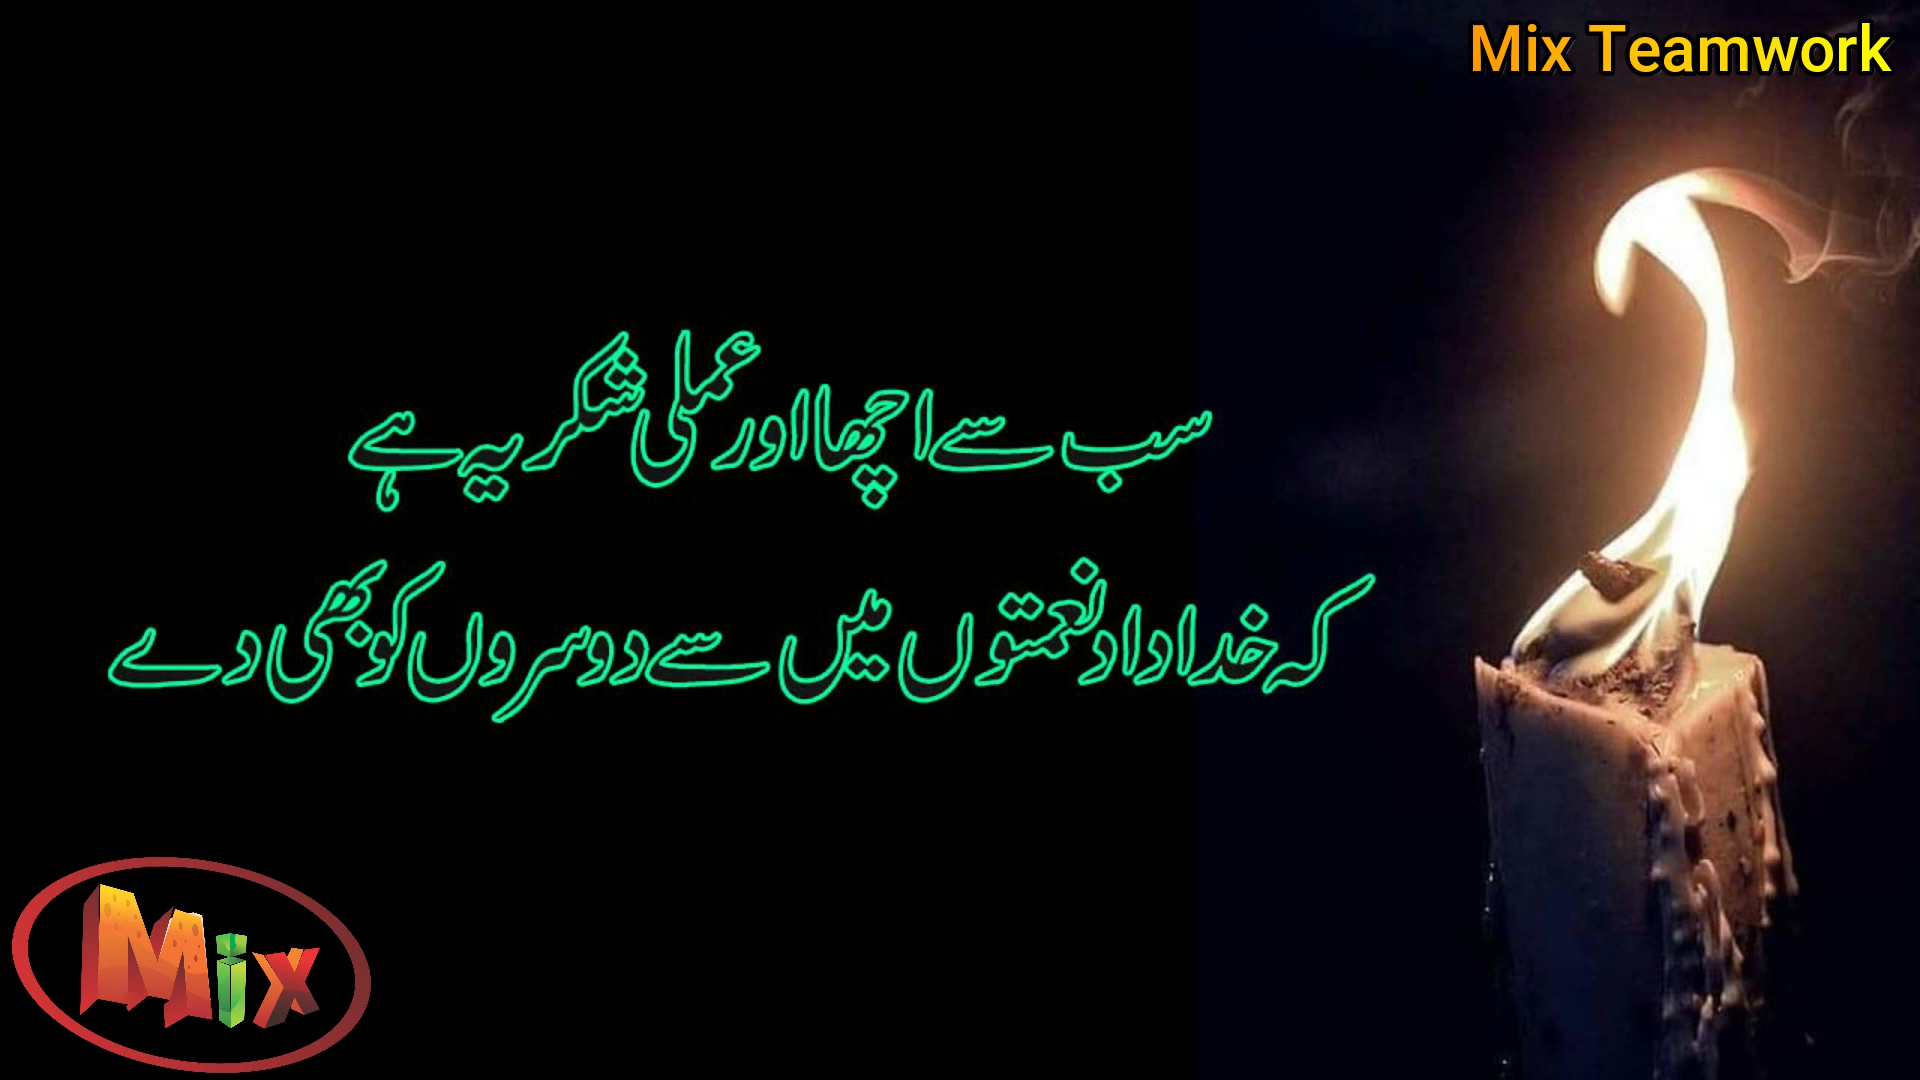 Mix Teamwork
سب سے اچھا اور عملی شکریہ ہے
کہ خداداد نعمتوں میں سے دوسروں کو بھی دے
Mix